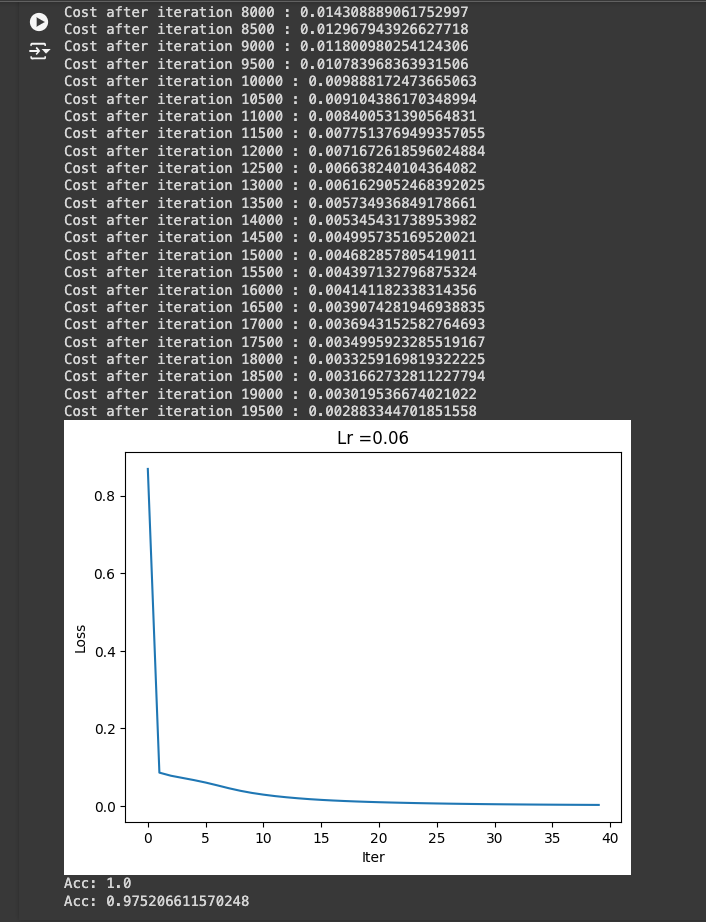 Cost after iteration 8000 : 0.014308889061752997
Cost after iteration 8500 : 0.012967943926627718
Cost after iteration 9000 : 0.011800980254124306
Cost after iteration 9500 : 0.010783968363931506
Cost after iteration 10000 : 0.009888172473665063
Cost after iteration 10500 : 0.009104386170348994
Cost after iteration 11000 : 0.008400531390564831
Cost after iteration 11500 : 0.0077513769499357055
Cost after iteration 12000 : 0.0071672618596024884
Cost after iteration 12500 : 0.006638240104364082
Cost after iteration 13000 : 0.0061629052468392025
Cost after iteration 13500 : 0.005734936849178661
Cost after iteration 14000 : 0.005345431738953982
Cost after iteration 14500 : 0.004995735169520021
Cost after iteration 15000 : 0.004682857805419011
Cost after iteration 15500 : 0.004397132796875324
Cost after iteration 16000 : 0.004141182338314356
Cost after iteration 16500 : 0.0039074281946938835
Cost after iteration 17000 : 0.0036943152582764693
Cost after iteration 17500 : 0.0034995923285519167
Cost after iteration 18000 : 0.0033259169819322225
Cost after iteration 18500 : 0.0031662732811227794
Cost after iteration 19000 : 0.003019536674021022
Cost after iteration 19500 : 0.002883344701851558
Lr =0.06
0.8
0.6
0.4
0.2
0.0
Loss
0 5 10 15 20 25 30 35 40
Iter
Acc: 1.0
Acc: 0.975206611570248